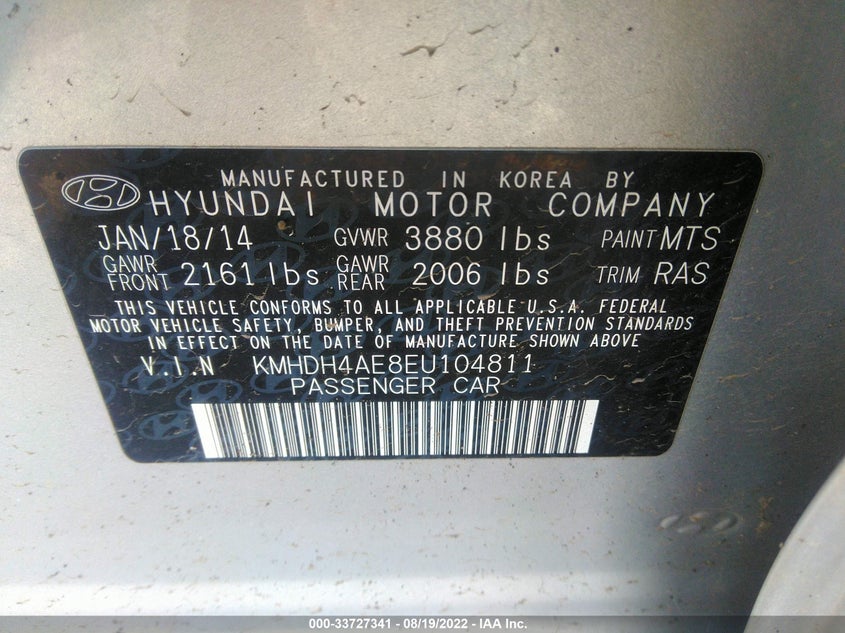 MANUFACTURED IN KOREA BY
HYUNDAI MOTOR COMPANY
JAN/18/14 GVWR 3880 lbs PAINT MTS
GAWR FRONT 2161 lbs GAWR REAR 2006 lbs TRIM RAS
THIS VEHICLE CONFORMS TO ALL APPLICABLE U.S.A. FEDERAL
MOTOR VEHICLE SAFETY, BUMPER, AND THEFT PREVENTION STANDARDS
IN EFFECT ON THE DATE OF MANUFACTURE SHOWN ABOVE
V.I.N KMHDH4AE8EU104811
PASSENGER CAR
000-33727341 - 08/19/2022 - IAA Inc.